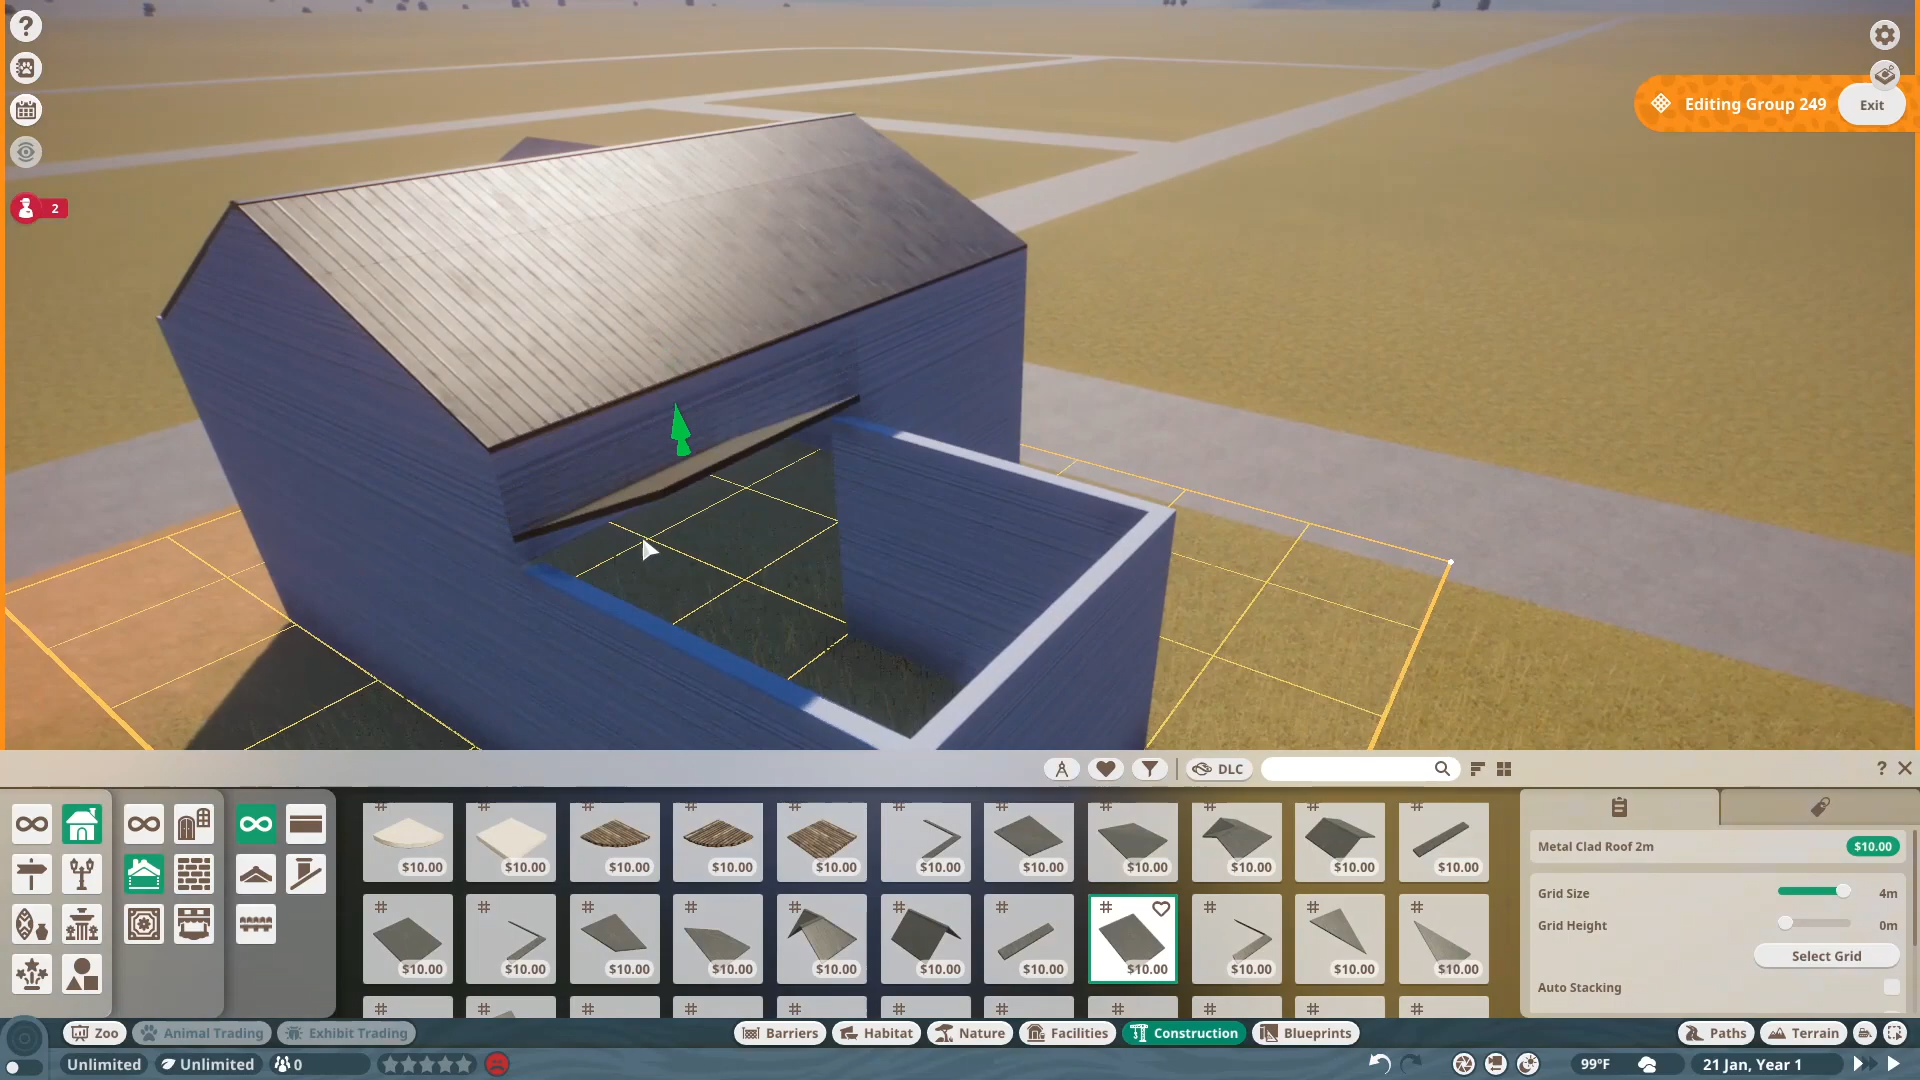 ?
Editing Group 249
Exit
2
DLC
?
$10.00 $10.00 $10.00 $10.00 $10.00 $10.00 $10.00 $10.00 $10.00 $10.00 $10.00
$10.00 $10.00 $10.00 $10.00 $10.00 $10.00 $10.00 $10.00 $10.00 $10.00 $10.00
Metal Clad Roof 2m $10.00
Grid Size 4m
Grid Height 0m
Select Grid
Auto Stacking
Zoo Animal Trading Exhibit Trading Barriers Habitat Nature Facilities Construction Blueprints Paths Terrain
Unlimited Unlimited 0 99°F 21 Jan, Year 1